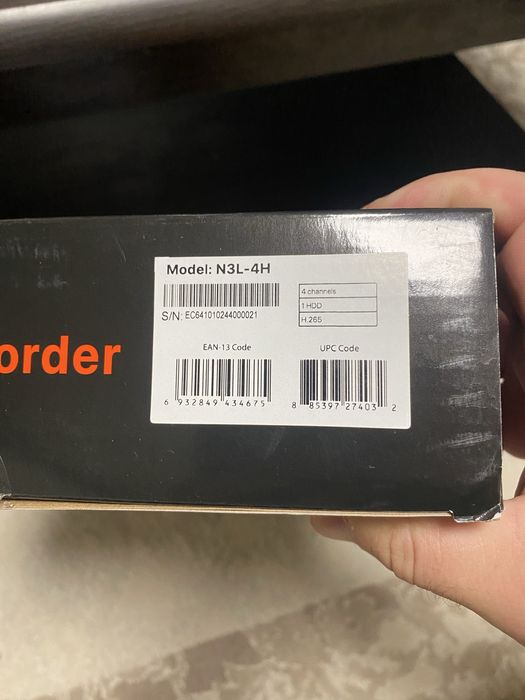 order
Model: N3L-4H
S/N: EC641010244000021
4 channels
1 HDD
H.265
EAN-13 Code
6 932849 434675
UPC Code
8 85397 27403 2